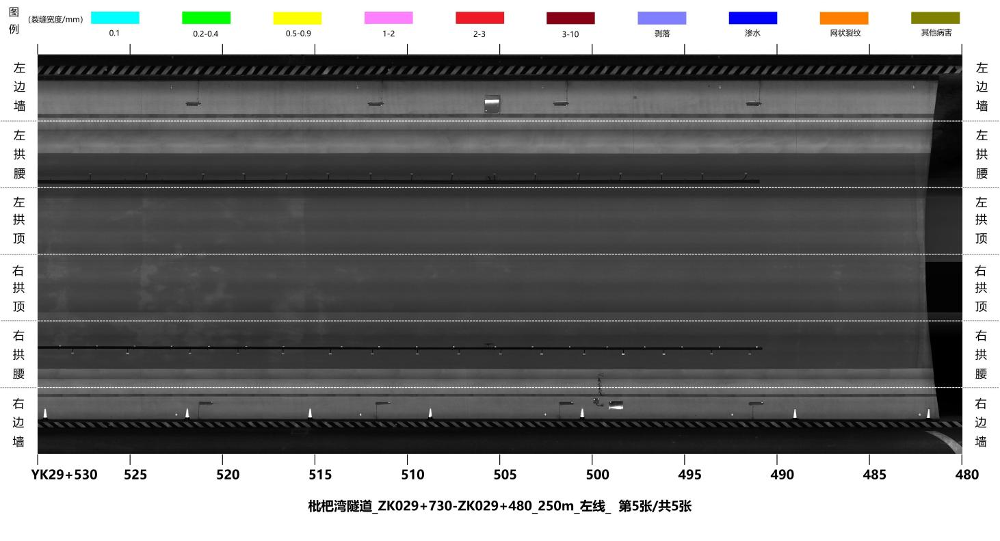 图例
(裂缝宽度/mm)
0.1
0.2-0.4
0.5-0.9
1-2
2-3
3-10
剥落
渗水
网状裂纹
其他病害
左边墙
左边墙
左拱腰
左拱腰
左拱顶
左拱顶
右拱顶
右拱顶
右拱腰
右拱腰
右边墙
右边墙
YK29+530 525 520 515 510 505 500 495 490 485 480
枇杷湾隧道_ZK029+730-ZK029+480_250m_左线_ 第5张/共5张